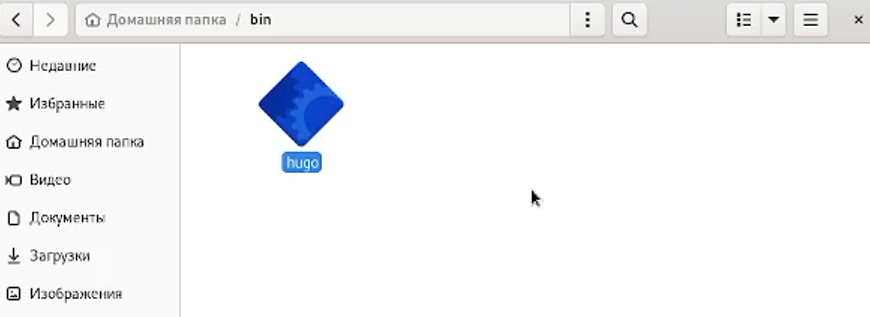 Домашняя папка / bin
Недавние
Избранные
Домашняя папка
Видео
Документы
Загрузки
Изображения
hugo